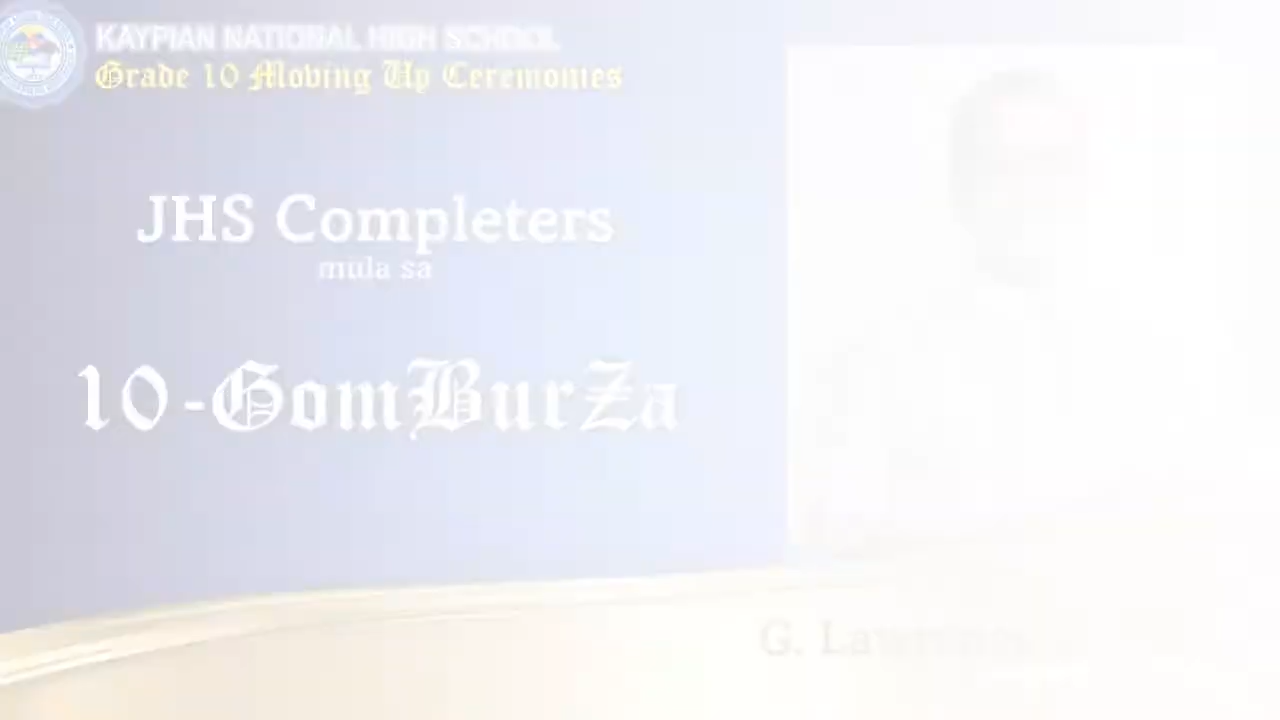 KAYPIAN NATIONAL HIGH SCHOOL
Grade 10 Moving Up Ceremonies
JHS Completers
mula sa
10-GomBurZa
G.